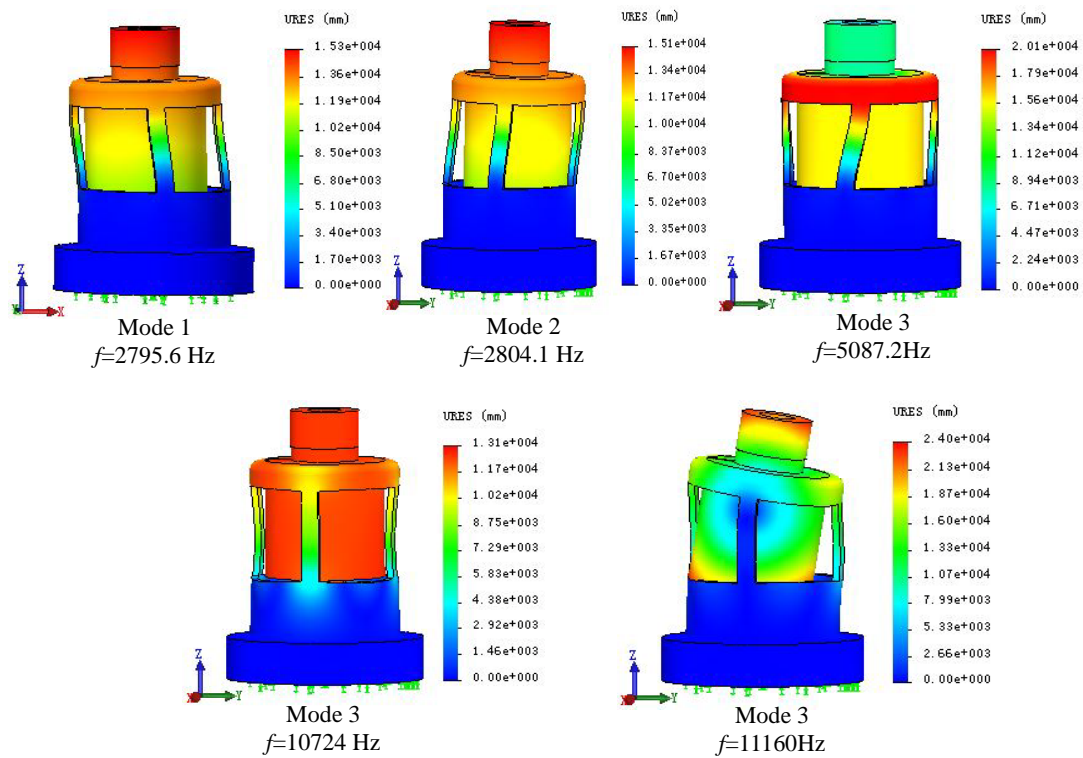 URES (mm)
1.53e+004
1.36e+004
1.19e+004
1.02e+004
8.50e+003
6.80e+003
5.10e+003
3.40e+003
1.70e+003
0.00e+000
Z
Y
X
Mode 1
f=2795.6 Hz
URES (mm)
1.51e+004
1.34e+004
1.17e+004
1.00e+004
8.37e+003
6.70e+003
5.02e+003
3.35e+003
1.67e+003
0.00e+000
Z
X
Y
Mode 2
f=2804.1 Hz
URES (mm)
2.01e+004
1.79e+004
1.56e+004
1.34e+004
1.12e+004
8.94e+003
6.71e+003
4.47e+003
2.24e+003
0.00e+000
Z
X
Y
Mode 3
f=5087.2Hz
URES (mm)
1.31e+004
1.17e+004
1.02e+004
8.75e+003
7.29e+003
5.83e+003
4.38e+003
2.92e+003
1.46e+003
0.00e+000
Z
X
Y
Mode 3
f=10724 Hz
URES (mm)
2.40e+004
2.13e+004
1.87e+004
1.60e+004
1.33e+004
1.07e+004
7.99e+003
5.33e+003
2.66e+003
0.00e+000
Z
X
Y
Mode 3
f=11160Hz